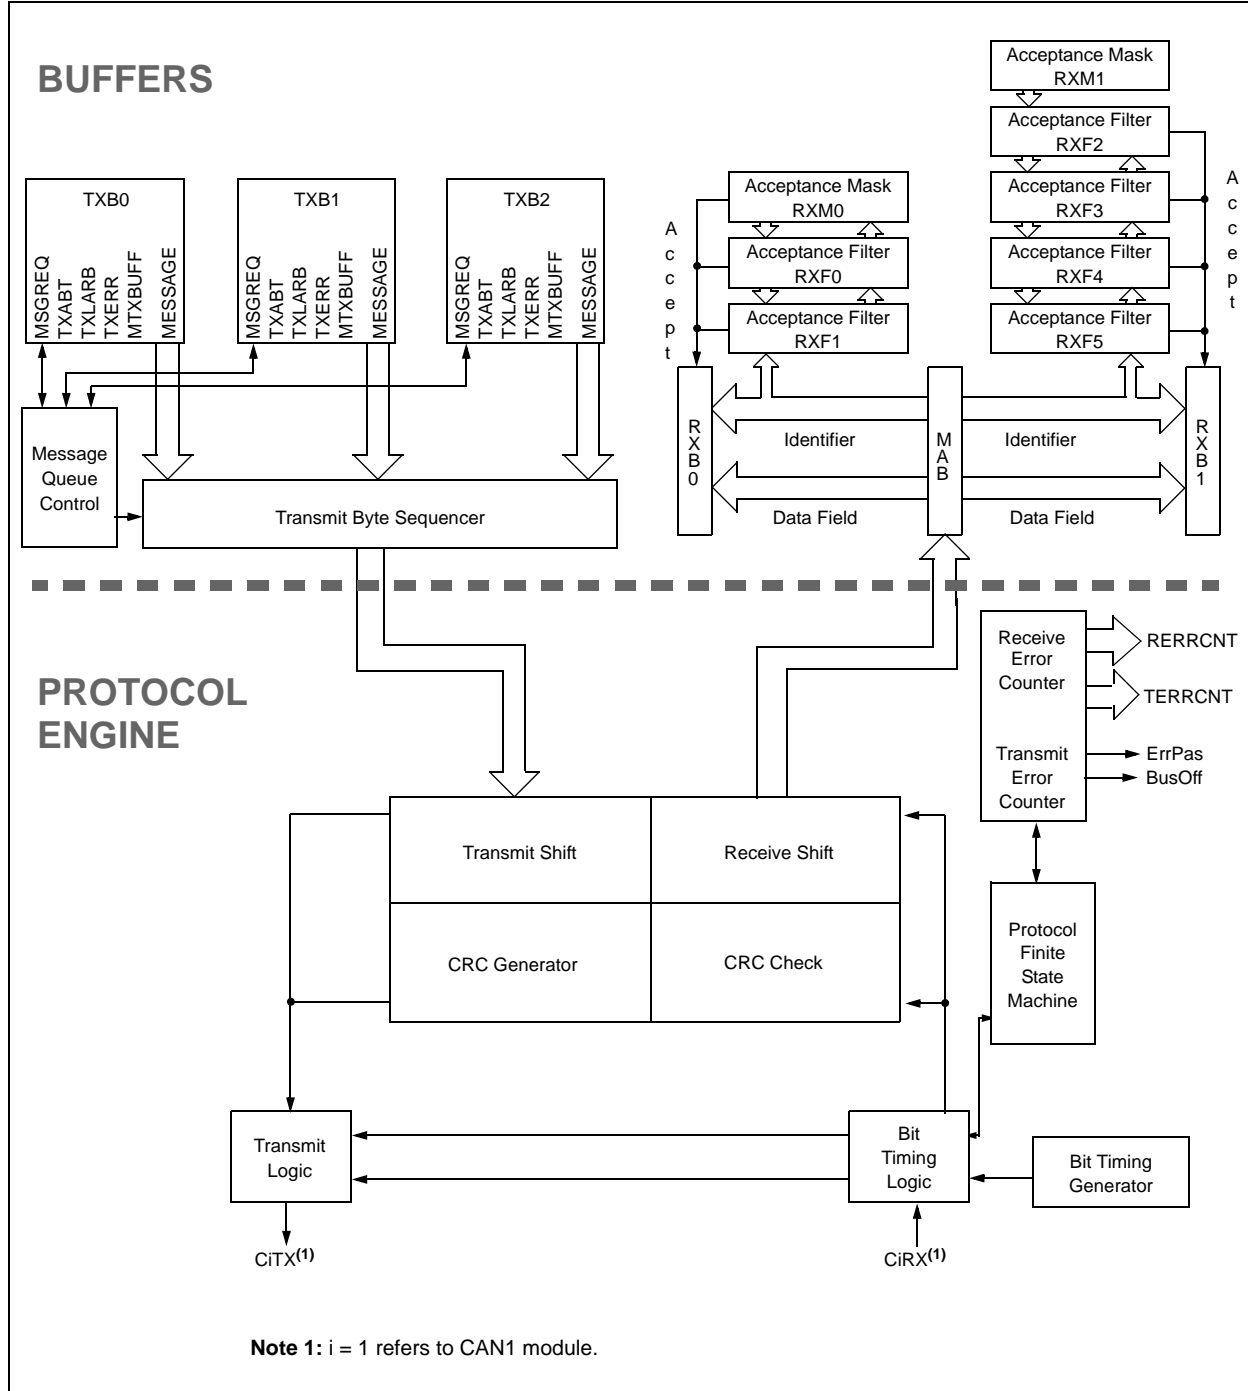 BUFFERS
TXB0
MSGREQ
TXABT
TXLARB
TXERR
MTXBUFF
MESSAGE
TXB1
MSGREQ
TXABT
TXLARB
TXERR
MTXBUFF
MESSAGE
TXB2
MSGREQ
TXABT
TXLARB
TXERR
MTXBUFF
MESSAGE
Message
Queue
Control
Transmit Byte Sequencer
Accept
Acceptance Mask
RXM0
Acceptance Filter
RXF0
Acceptance Filter
RXF1
Acceptance Mask
RXM1
Acceptance Filter
RXF2
Acceptance Filter
RXF3
Acceptance Filter
RXF4
Acceptance Filter
RXF5
Accept
RXB0
Identifier
Data Field
MAB
Identifier
Data Field
RXB1
PROTOCOL
ENGINE
Receive
Error
Counter
Transmit
Error
Counter
RERRCNT
TERRCNT
ErrPas
BusOff
Transmit Shift
Receive Shift
CRC Generator
CRC Check
Protocol
Finite
State
Machine
Transmit
Logic
Bit
Timing
Logic
Bit Timing
Generator
CiTX(1)
CiRX(1)
Note 1: i = 1 refers to CAN1 module.